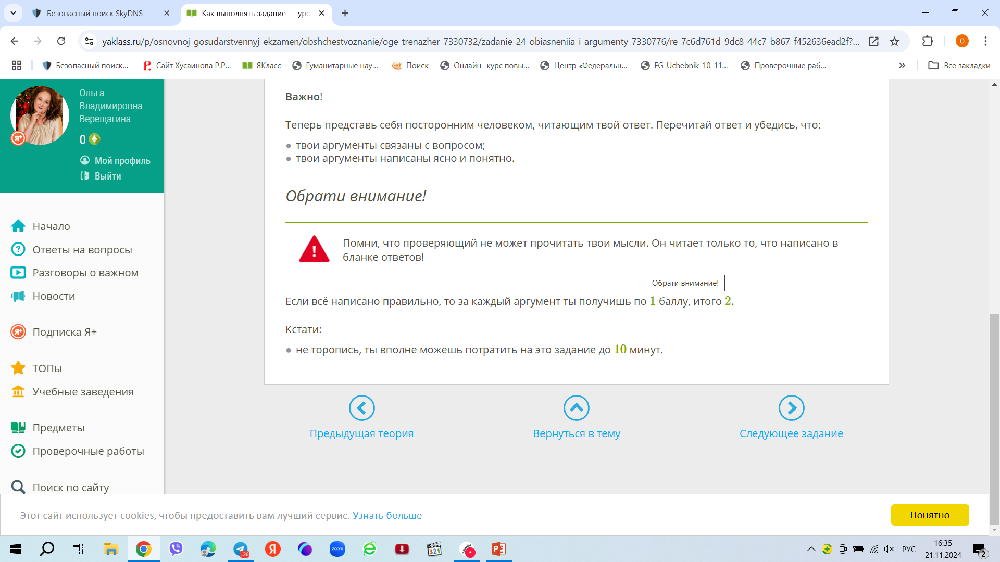 Безопасный поиск SkyDNS
Как выполнять задание — уро
yaklass.ru/p/osnovnoj-gosudarstvennyj-ekzamen/obshchestvoznanie/oge-trenazher-7330732/zadanie-24-obiasneniia-i-argumenty-7330776/re-7c6d761d-9dc8-44c7-b867-f452636ead2f?...
O
Безопасный поиск...
Сайт Хусаинова Р.Р...
ЯКласс
Гуманитарные нау...
Поиск
Онлайн- курс повы...
Центр «Федеральн...
FG_Uchebnik_10-11...
Проверочные раб...
Все закладки
Ольга
Владимировна
Верещагина
Я+
0
Мой профиль
Выйти
Начало
Ответы на вопросы
Разговоры о важном
Новости
Я+ Подписка Я+
ТОПы
Учебные заведения
Предметы
Проверочные работы
Поиск по сайту
Важно!
Теперь представь себя посторонним человеком, читающим твой ответ. Перечитай ответ и убедись, что:
твои аргументы связаны с вопросом;
твои аргументы написаны ясно и понятно.
Обрати внимание!
Помни, что проверяющий не может прочитать твои мысли. Он читает только то, что написано в
бланке ответов!
Обрати внимание!
Если всё написано правильно, то за каждый аргумент ты получишь по 1 баллу, итого 2.
Кстати:
не торопись, ты вполне можешь потратить на это задание до 10 минут.
Предыдущая теория
Вернуться в тему
Следующее задание
Этот сайт использует cookies, чтобы предоставить вам лучший сервис. Узнать больше
Понятно
..26
Я
zoom
321
P
РУС
16:35
21.11.2024
2